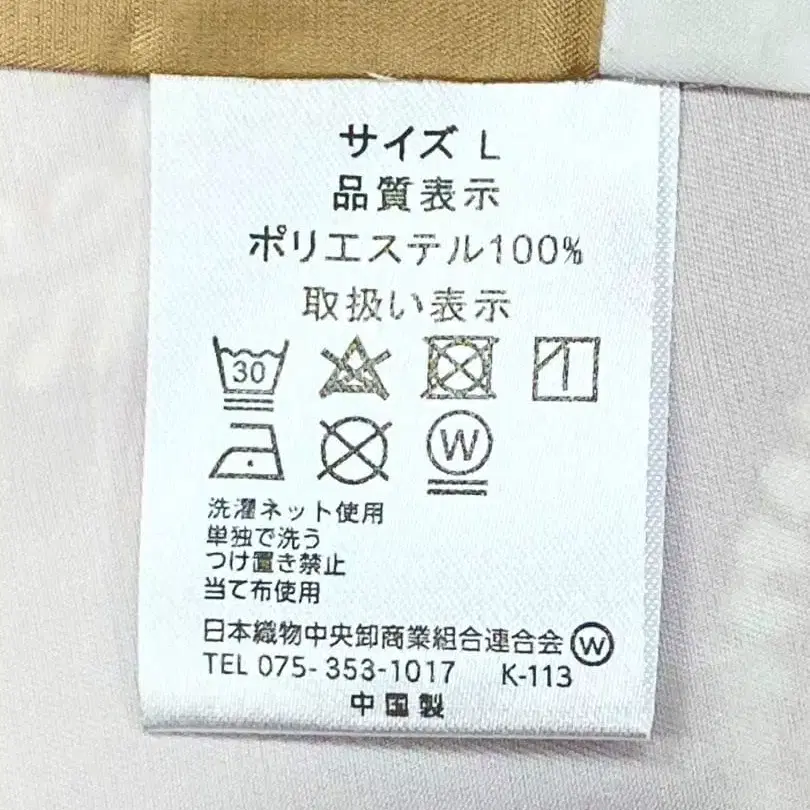 サイズ L
品質表示
ポリエステル100%
取扱い表示
30
W
洗濯ネット使用
単独で洗う
つけ置き禁止
当て布使用
日本織物中央卸商業組合連合会 W
TEL 075-353-1017 K-113
中国製